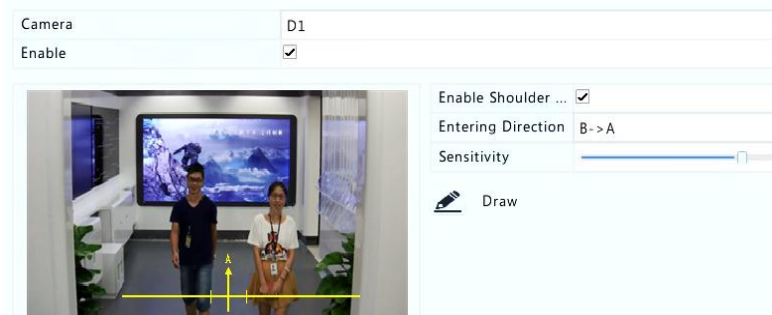 Camera D1
Enable
Enable Shoulder ...
Entering Direction B->A
Sensitivity
Draw
A